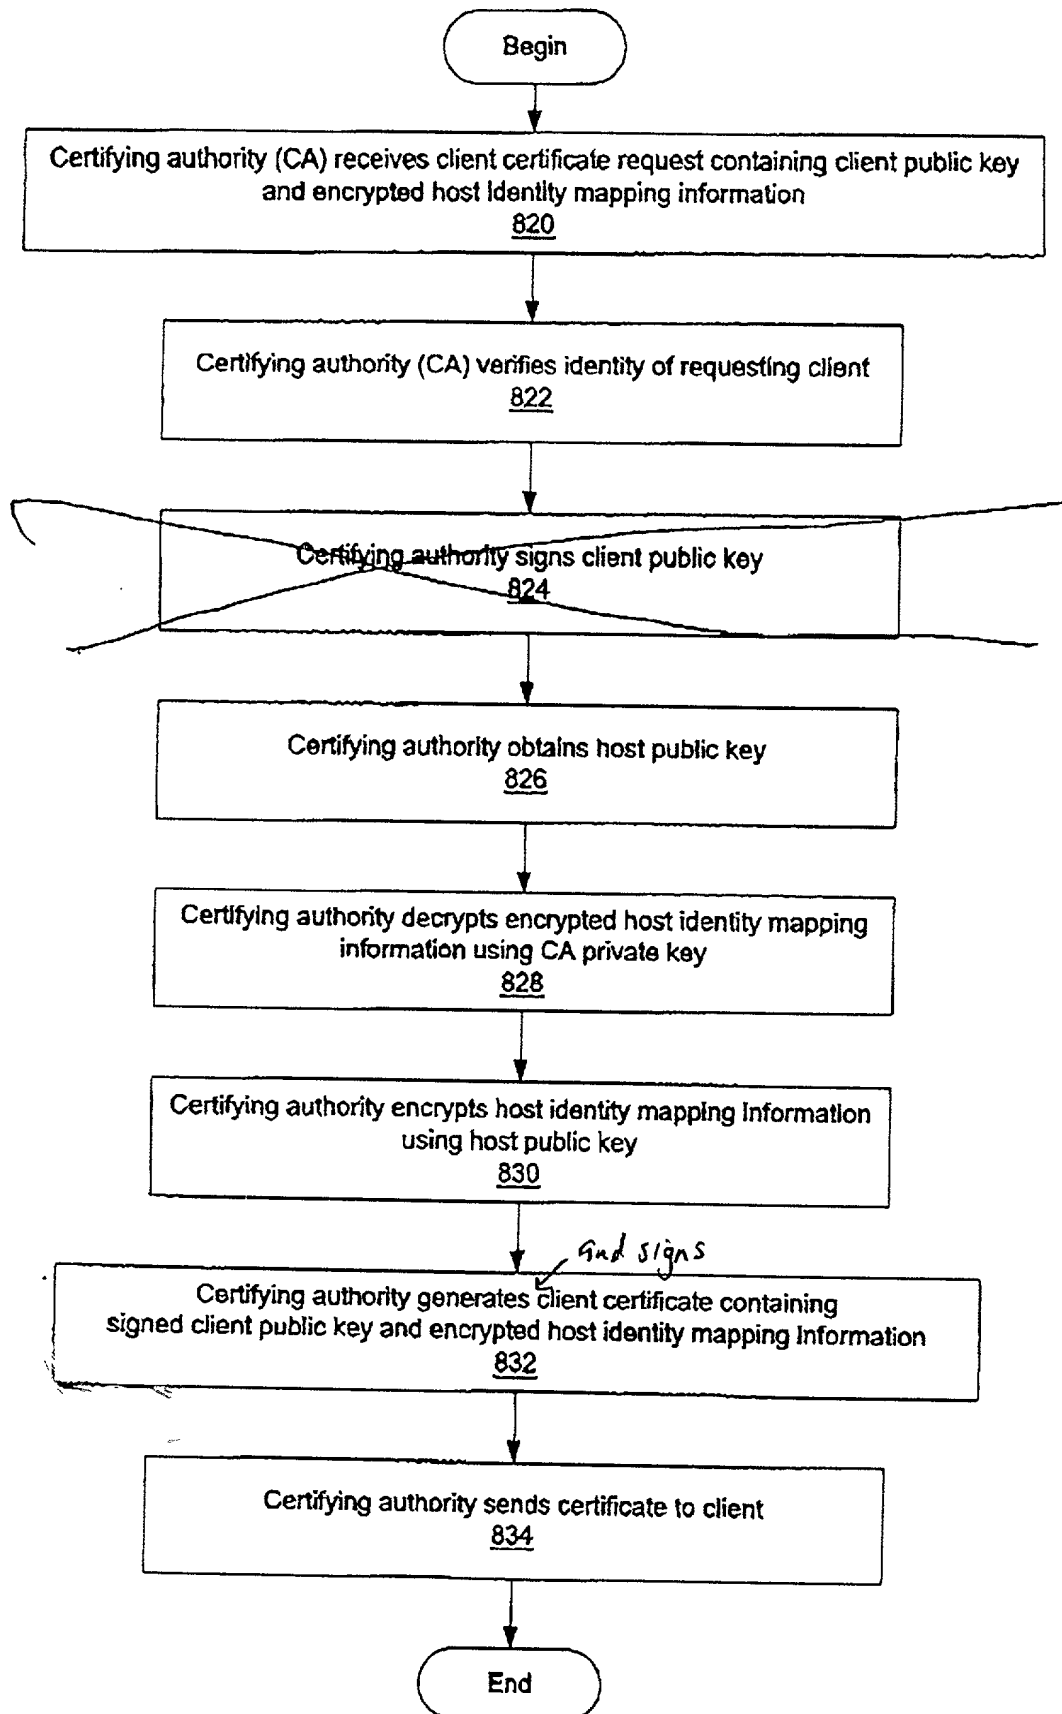 Begin
Certifying authority (CA) receives client certificate request containing client public key
and encrypted host identity mapping information
820
Certifying authority (CA) verifies identity of requesting client
822
Certifying authority signs client public key
824
Certifying authority obtains host public key
826
Certifying authority decrypts encrypted host identity mapping
information using CA private key
828
Certifying authority encrypts host identity mapping Information
using host public key
830
and signs
Certifying authority generates client certificate containing
signed client public key and encrypted host identity mapping Information
832
Certifying authority sends certificate to client
834
End